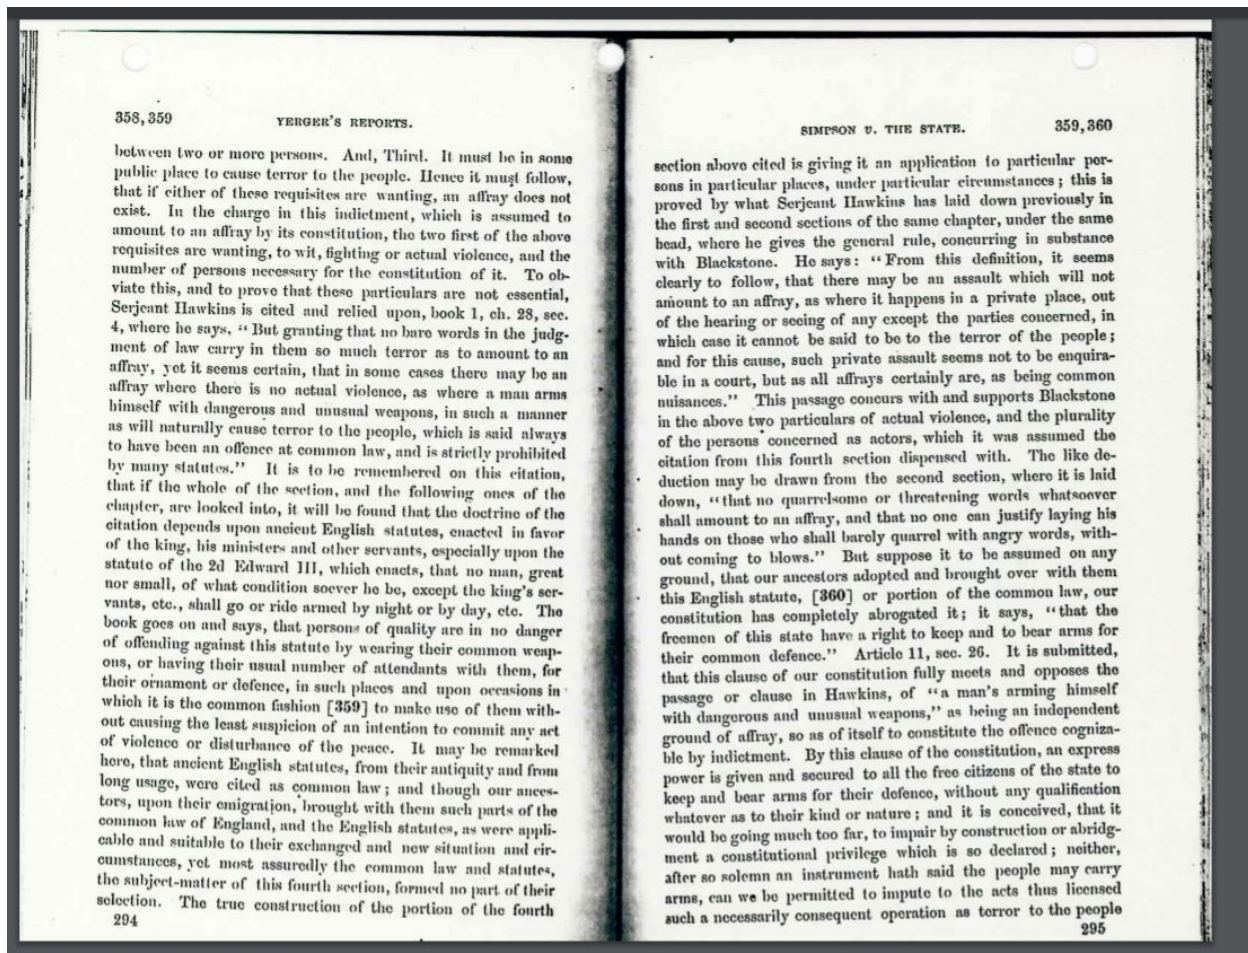 358,359
YERGER'S REPORTS.
between two or more persons. And, Third. It must be in some
public place to cause terror to the people. Hence it must follow,
that if either of these requisites are wanting, an affray does not
exist. In the charge in this indictment, which is assumed to
amount to an affray by its constitution, the two first of the above
requisites are wanting, to wit, fighting or actual violence, and the
number of persons necessary for the constitution of it. To ob-
viate this, and to prove that these particulars are not essential,
Serjeant Hawkins is cited and relied upon, book 1, ch. 28, sec.
4, where he says, "But granting that no bare words in the judg-
ment of law carry in them so much terror as to amount to an
affray, yet it seems certain, that in some cases there may be an
affray where there is no actual violence, as where a man arms
himself with dangerous and unusual weapons, in such a manner
as will naturally cause terror to the people, which is said always
to have been an offence at common law, and is strictly prohibited
by many statutes." It is to be remembered on this citation,
that if the whole of the section, and the following ones of the
chapter, are looked into, it will be found that the doctrine of the
citation depends upon ancient English statutes, enacted in favor
of the king, his ministers and other servants, especially upon the
statute of the 2d Edward III, which enacts, that no man, great
nor small, of what condition soever he be, except the king's ser-
vants, etc., shall go or ride armed by night or by day, etc. The
book goes on and says, that persons of quality are in no danger
of offending against this statute by wearing their common weap-
ons, or having their usual number of attendants with them, for
their ornament or defence, in such places and upon occasions in
which it is the common fashion [359] to make use of them with-
out causing the least suspicion of an intention to commit any act
of violence or disturbance of the peace. It may be remarked
here, that ancient English statutes, from their antiquity and from
long usage, were cited as common law; and though our ances-
tors, upon their emigration, brought with them such parts of the
common law of England, and the English statutes, as were appli-
cable and suitable to their exchanged and new situation and cir-
cumstances, yet most assuredly the common law and statutes,
the subject-matter of this fourth section, formed no part of their
selection. The true construction of the portion of the fourth
294
SIMPSON V. THE STATE.
359,360
section above cited is giving it an application to particular per-
sons in particular places, under particular circumstances; this is
proved by what Serjeant Hawkins has laid down previously in
the first and second sections of the same chapter, under the same
head, where he gives the general rule, concurring in substance
with Blackstone. He says: "From this definition, it seems
clearly to follow, that there may be an assault which will not
amount to an affray, as where it happens in a private place, out
of the hearing or seeing of any except the parties concerned, in
which case it cannot be said to be to the terror of the people;
and for this cause, such private assault seems not to be enquira-
ble in a court, but as all affrays certainly are, as being common
nuisances." This passage concurs with and supports Blackstone
in the above two particulars of actual violence, and the plurality
of the persons concerned as actors, which it was assumed the
citation from this fourth section dispensed with. The like de-
duction may be drawn from the second section, where it is laid
down, "that no quarrelsome or threatening words whatsoever
shall amount to an affray, and that no one can justify laying his
hands on those who shall barely quarrel with angry words, with-
out coming to blows." But suppose it to be assumed on any
ground, that our ancestors adopted and brought over with them
this English statute, [360] or portion of the common law, our
constitution has completely abrogated it; it says, "that the
freemen of this state have a right to keep and to bear arms for
their common defence." Article 11, sec. 26. It is submitted,
that this clause of our constitution fully meets and opposes the
passage or clause in Hawkins, of "a man's arming himself
with dangerous and unusual weapons," as being an independent
ground of affray, so as of itself to constitute the offence cogniza-
ble by indictment. By this clause of the constitution, an express
power is given and secured to all the free citizens of the state to
keep and bear arms for their defence, without any qualification
whatever as to their kind or nature; and it is conceived, that it
would be going much too far, to impair by construction or abridg-
ment a constitutional privilege which is so declared; neither,
after so solemn an instrument hath said the people may carry
arms, can we be permitted to impute to the acts thus licensed
such a necessarily consequent operation as terror to the people
295